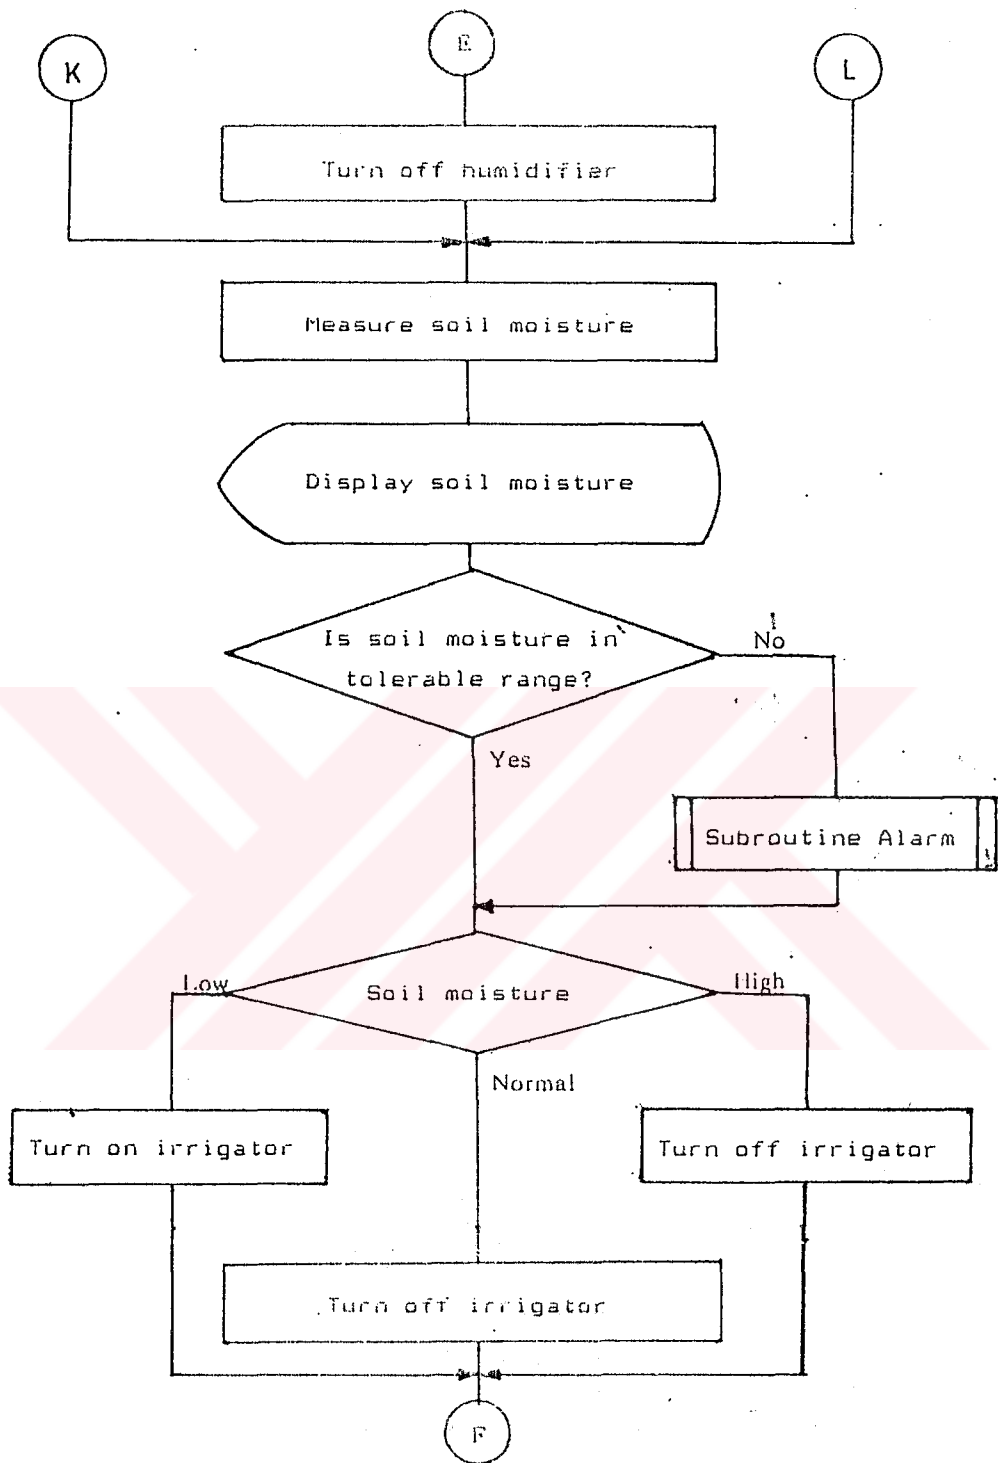 K
E
L
Turn off humidifier
Measure soil moisture
Display soil moisture
Is soil moisture in
tolerable range?
No
Yes
Subroutine Alarm
Low
Soil moisture
High
Normal
Turn on irrigator
Turn off irrigator
Turn off irrigator
F